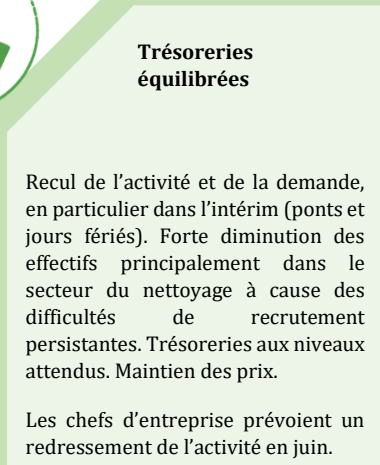 Trésoreries
équilibrées
Recul de l’activité et de la demande,
en particulier dans l’intérim (ponts et
jours fériés). Forte diminution des
effectifs principalement dans le
secteur du nettoyage à cause des
difficultés de recrutement
persistantes. Trésoreries aux niveaux
attendus. Maintien des prix.
Les chefs d’entreprise prévoient un
redressement de l’activité en juin.